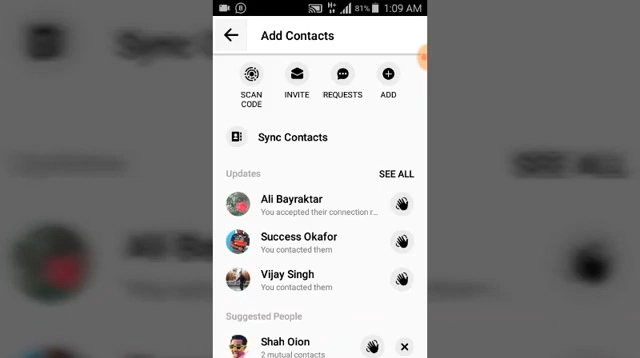 81% 1:09 AM
Add Contacts
SCAN CODE
INVITE
REQUESTS
ADD
Sync Contacts
Updates
SEE ALL
Ali Bayraktar
You accepted their connection r...
Success Okafor
You contacted them
Vijay Singh
You contacted them
Suggested People
Shah Oion
2 mutual contacts